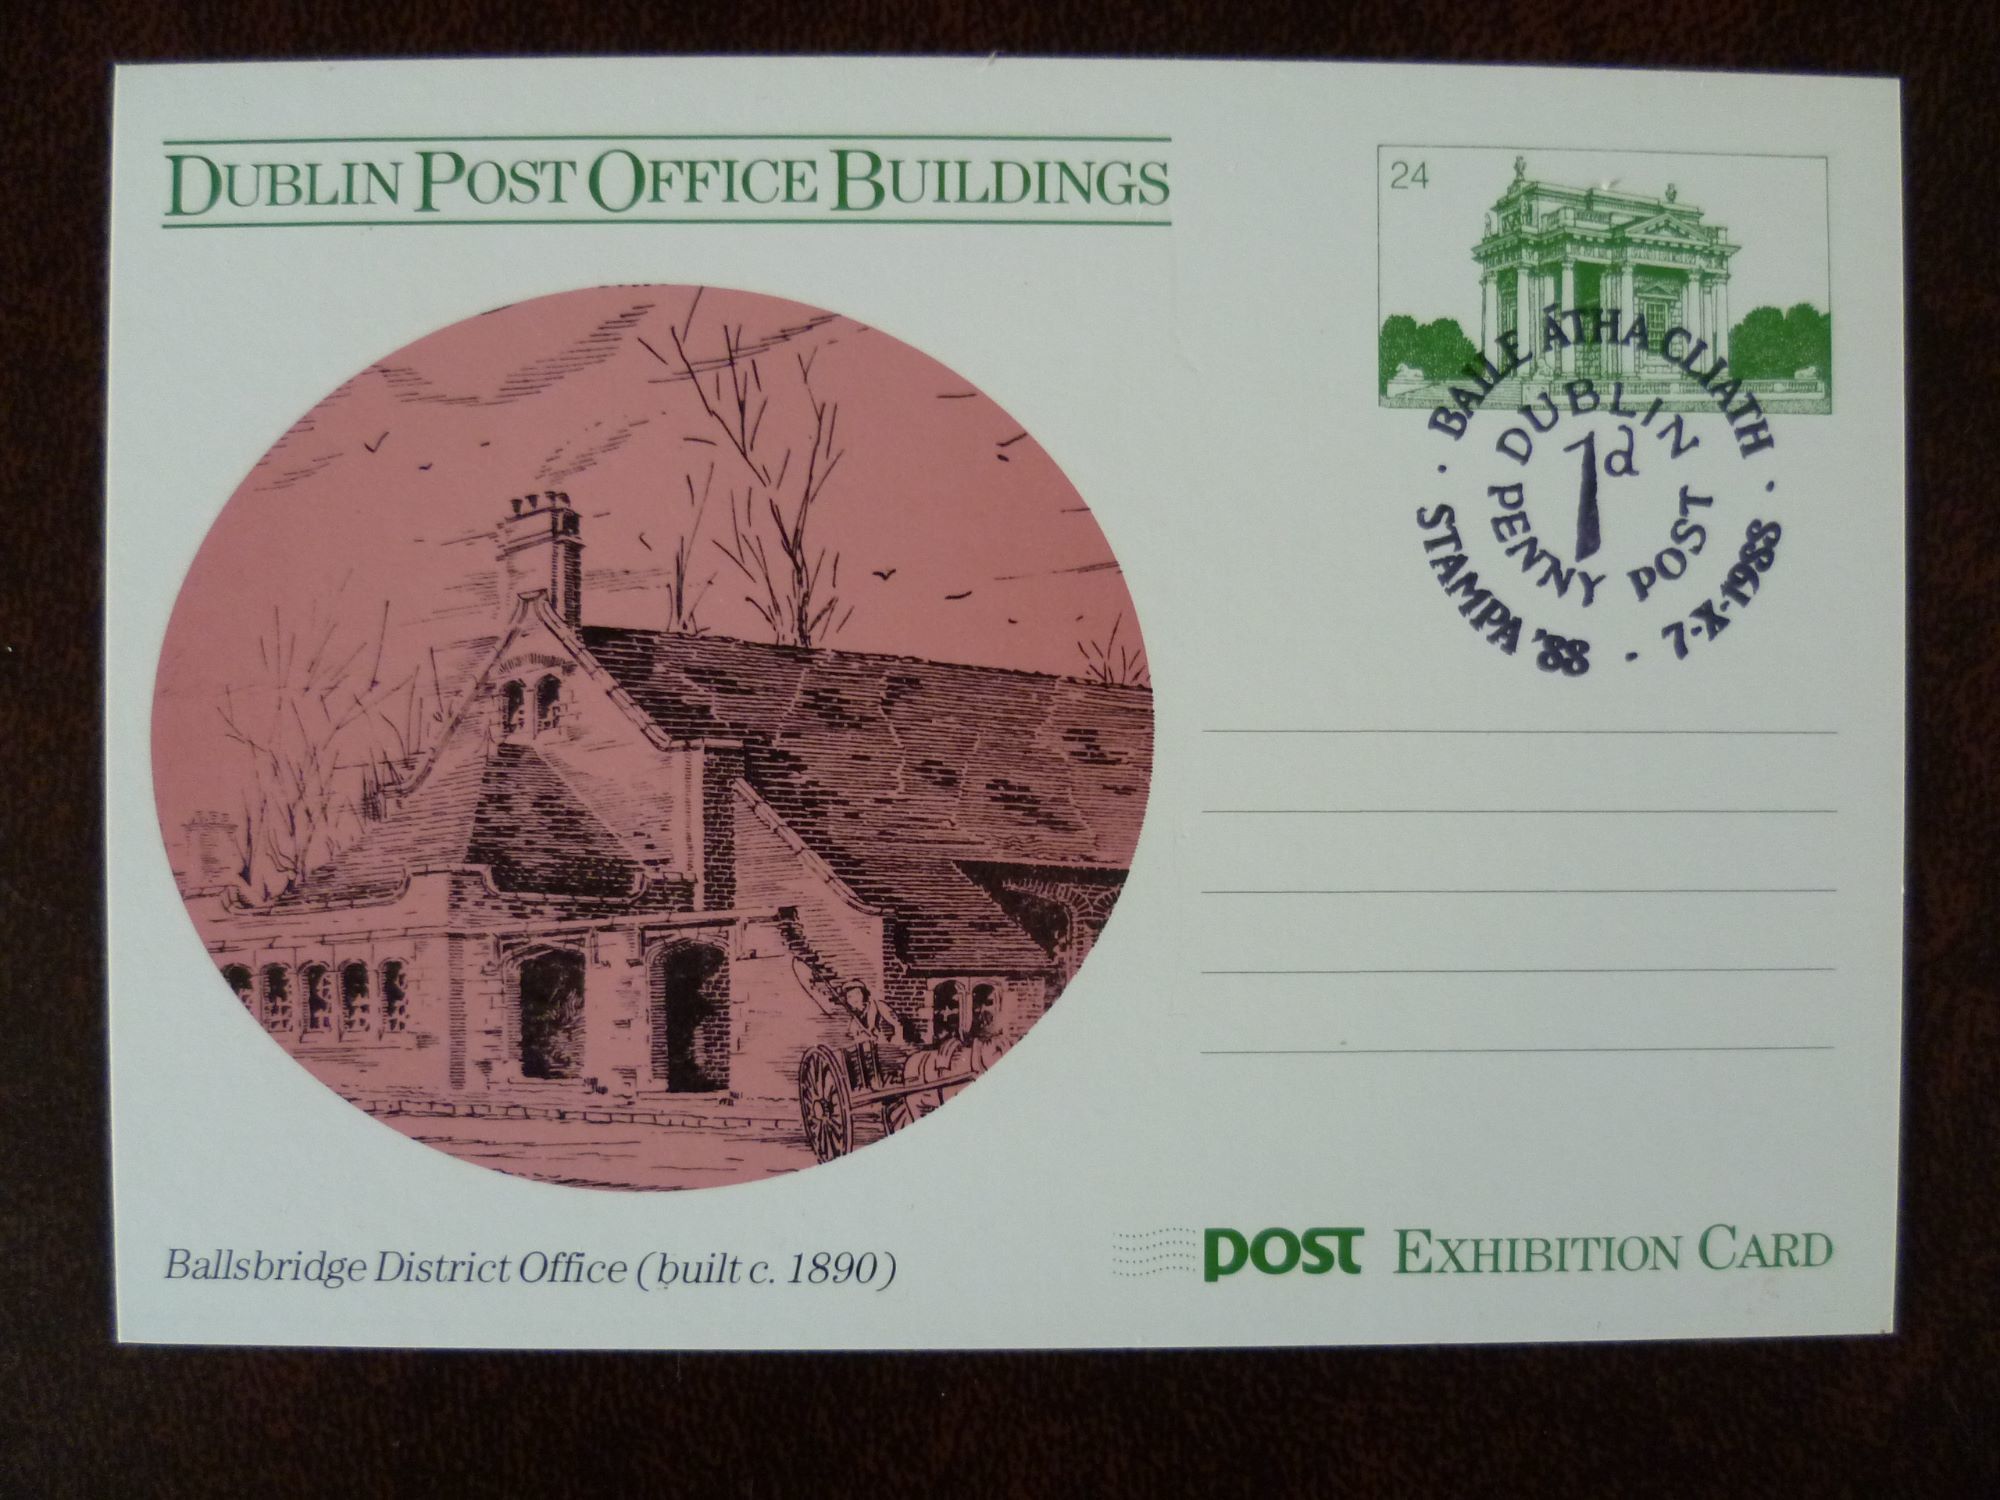 DUBLIN POST OFFICE BUILDINGS
24
· BAILE ÁTHA CLIATH ·
DUBLIN
1d
PENNY POST
STAMPA '88 · 7·X·1988
Ballsbridge District Office (built c. 1890)
POST EXHIBITION CARD